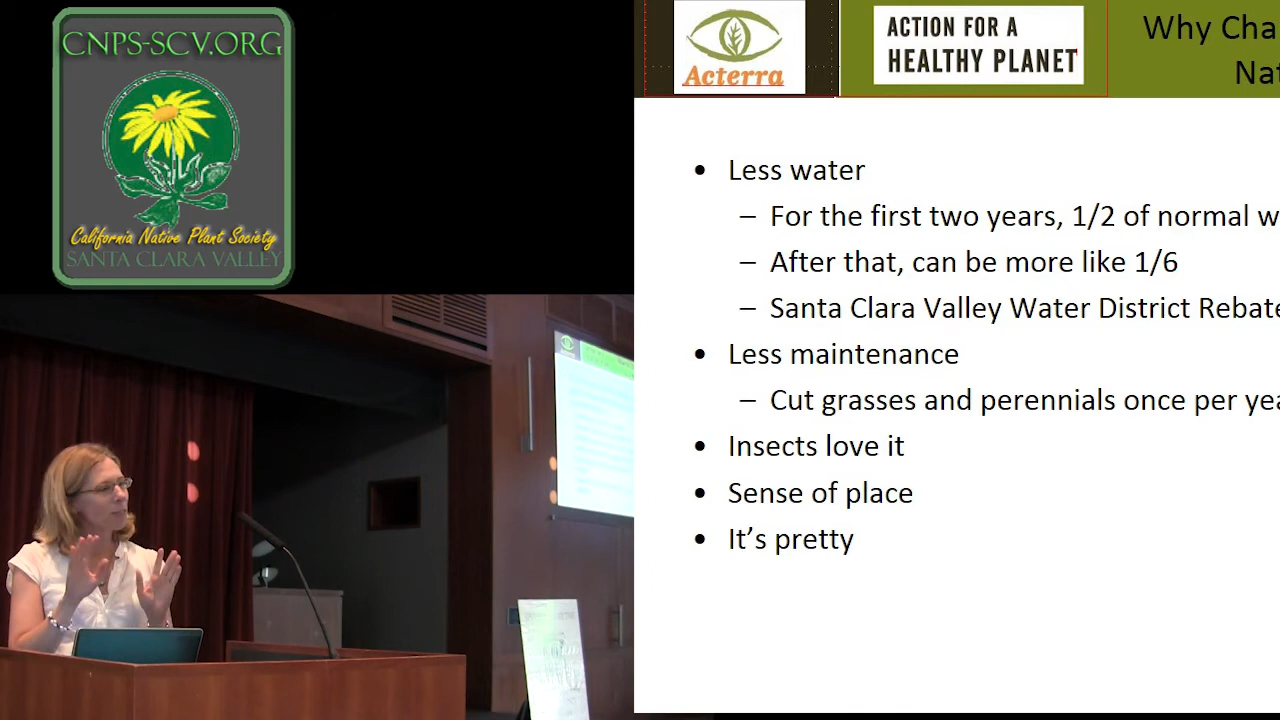 CNPS-SCV.ORG
California Native Plant Society
SANTA CLARA VALLEY
Acterra
ACTION FOR A
HEALTHY PLANET
Why Cha
Nat
• Less water
– For the first two years, 1/2 of normal w
– After that, can be more like 1/6
– Santa Clara Valley Water District Rebate
• Less maintenance
– Cut grasses and perennials once per yea
• Insects love it
• Sense of place
• It's pretty